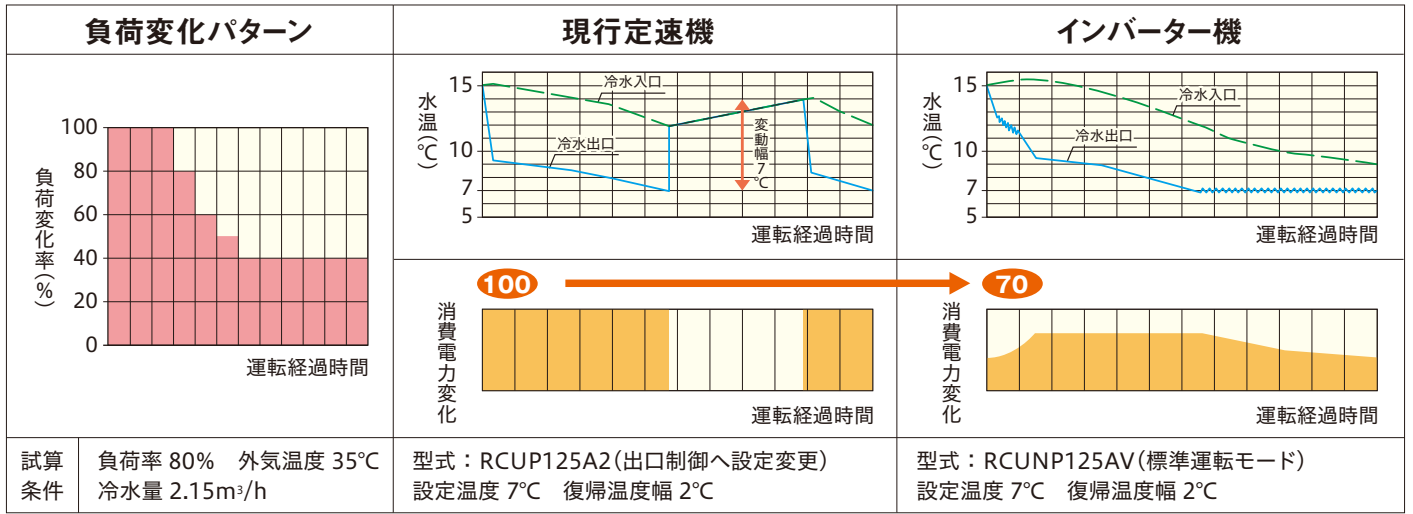 負荷変化パターン
現行定速機
インバーター機
負荷変化率(%)
100
80
60
40
20
0
運転経過時間
水温(℃)
15
10
7
5
冷水入口
冷水出口
変動幅7℃
運転経過時間
水温(℃)
15
10
7
5
冷水入口
冷水出口
運転経過時間
100
消費電力変化
運転経過時間
70
消費電力変化
運転経過時間
試算条件
負荷率 80% 外気温度 35℃
冷水量 2.15m³/h
型式：RCUP125A2(出口制御へ設定変更)
設定温度 7℃ 復帰温度幅 2℃
型式：RCUNP125AV(標準運転モード)
設定温度 7℃ 復帰温度幅 2℃